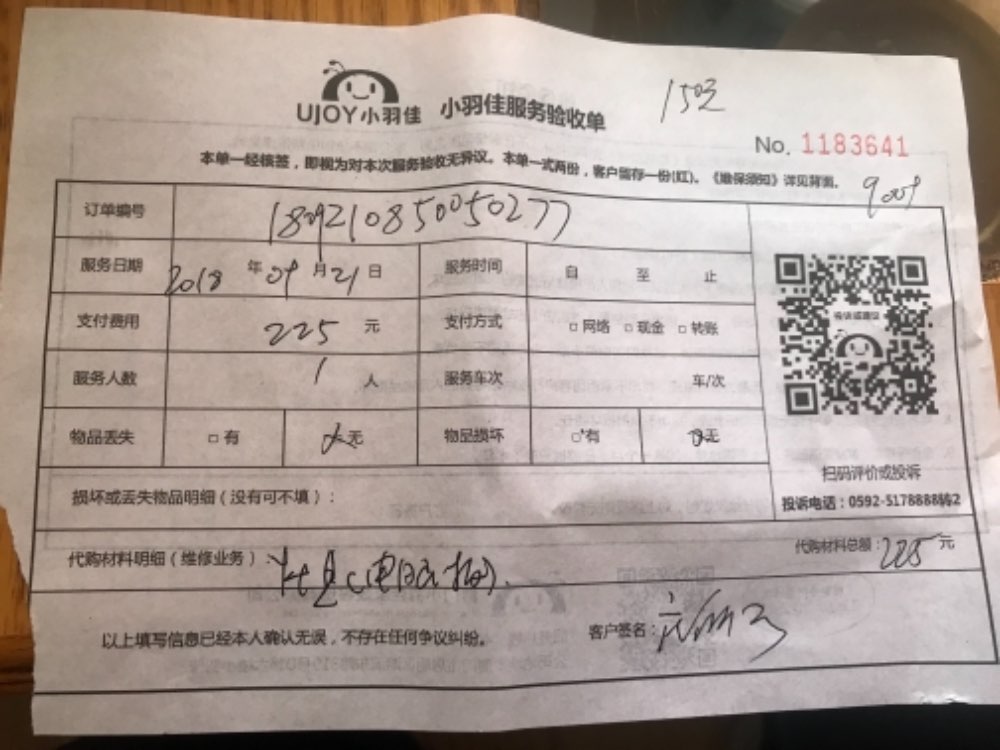 UJOY小羽佳 小羽佳服务验收单 150元
No. 1183641
本单一经核签，即视为对本次服务验收无异议。本单一式两份，客户留存一份(红)。《维保须知》详见背面。
订单编号 1809210850050277
服务日期 2018 年 09 月 21 日 服务时间 自 至 止
支付费用 225 元 支付方式 □网络 □现金 □转账
服务人数 1 人 服务车次 车/次
物品丢失 □有 无 物品损坏 □有 无
扫码评价或投诉
损坏或丢失物品明细（没有可不填）：
投诉电话：0592-5178888转2
代购材料明细（维修业务）： 代购材料总额：225元
以上填写信息已经本人确认无误，不存在任何争议纠纷。 客户签名：